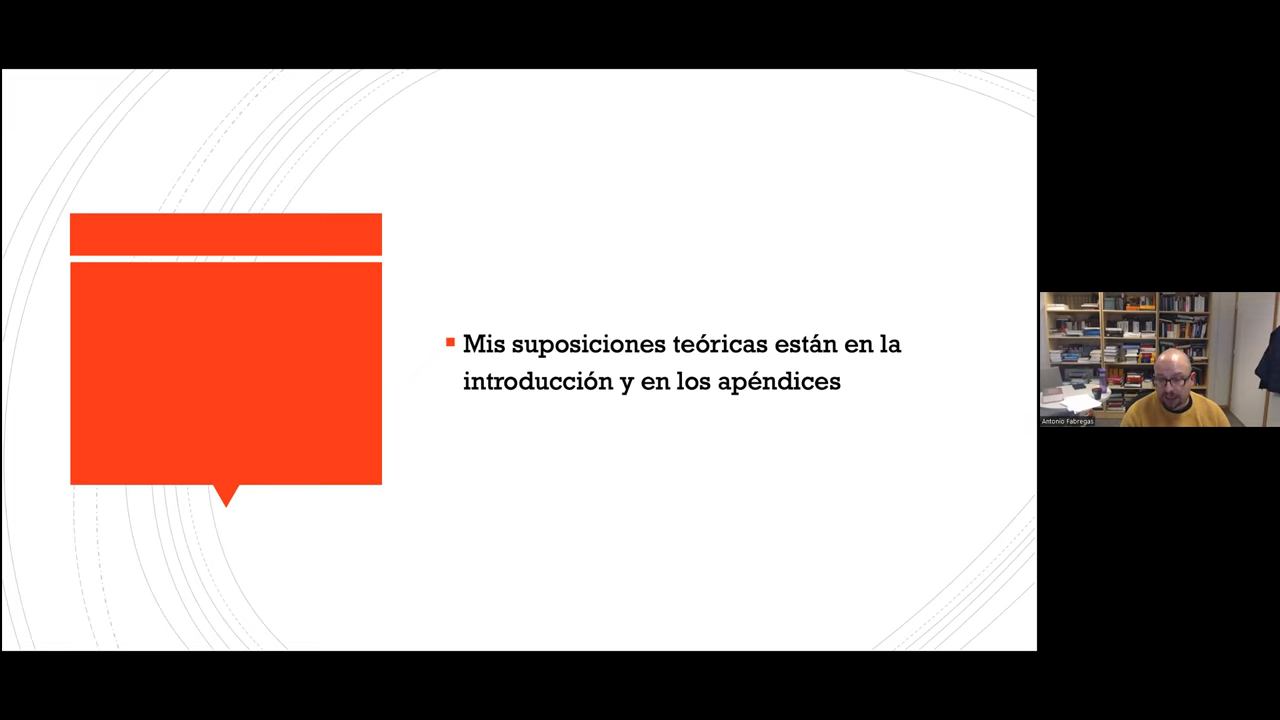 Mis suposiciones teóricas están en la
introducción y en los apéndices
Antonio Fabregas